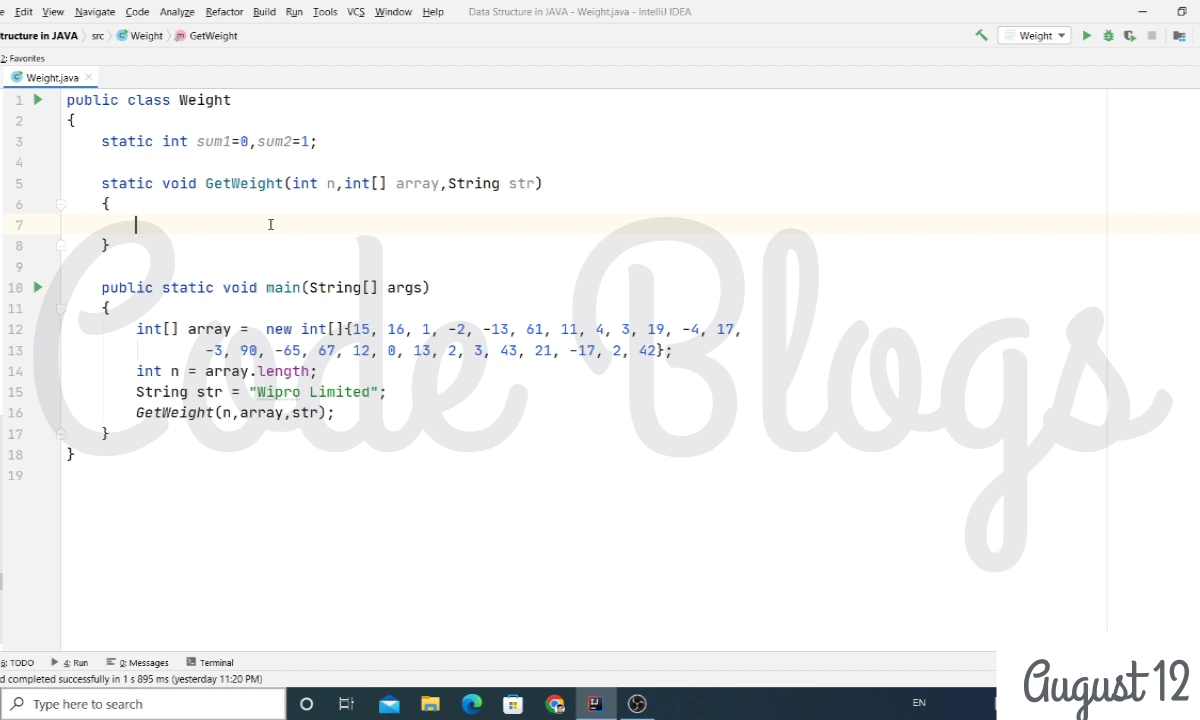 e Edit View Navigate Code Analyze Refactor Build Run Tools VCS Window Help Data Structure in JAVA - Weight.java - IntelliJ IDEA
tructure in JAVA src Weight GetWeight Weight
2: Favorites
Weight.java
1 public class Weight
2 {
3 static int sum1=0,sum2=1;
4
5 static void GetWeight(int n,int[] array,String str)
6 {
7
8 }
9
10 public static void main(String[] args)
11 {
12 int[] array = new int[]{15, 16, 1, -2, -13, 61, 11, 4, 3, 19, -4, 17,
13 -3, 90, -65, 67, 12, 0, 13, 2, 3, 43, 21, -17, 2, 42};
14 int n = array.length;
15 String str = "Wipro Limited";
16 GetWeight(n,array,str);
17 }
18 }
19
Code Blogs
6: TODO 4: Run 0: Messages Terminal
d completed successfully in 1 s 895 ms (yesterday 11:20 PM)
Type here to search EN
August 12